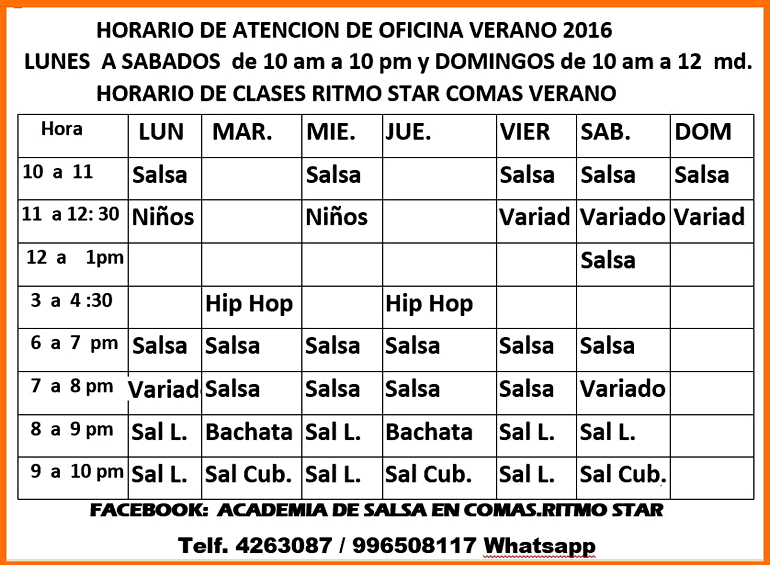 HORARIO DE ATENCION DE OFICINA VERANO 2016
LUNES A SABADOS de 10 am a 10 pm y DOMINGOS de 10 am a 12 md.
HORARIO DE CLASES RITMO STAR COMAS VERANO
Hora LUN MAR. MIE. JUE. VIER SAB. DOM
10 a 11 Salsa Salsa Salsa Salsa Salsa
11 a 12: 30 Niños Niños Variad Variado Variad
12 a 1pm Salsa
3 a 4 :30 Hip Hop Hip Hop
6 a 7 pm Salsa Salsa Salsa Salsa Salsa Salsa
7 a 8 pm Variad Salsa Salsa Salsa Salsa Variado
8 a 9 pm Sal L. Bachata Sal L. Bachata Sal L. Sal L.
9 a 10 pm Sal L. Sal Cub. Sal L. Sal Cub. Sal L. Sal Cub.
FACEBOOK: ACADEMIA DE SALSA EN COMAS.RITMO STAR
Telf. 4263087 / 996508117 Whatsapp